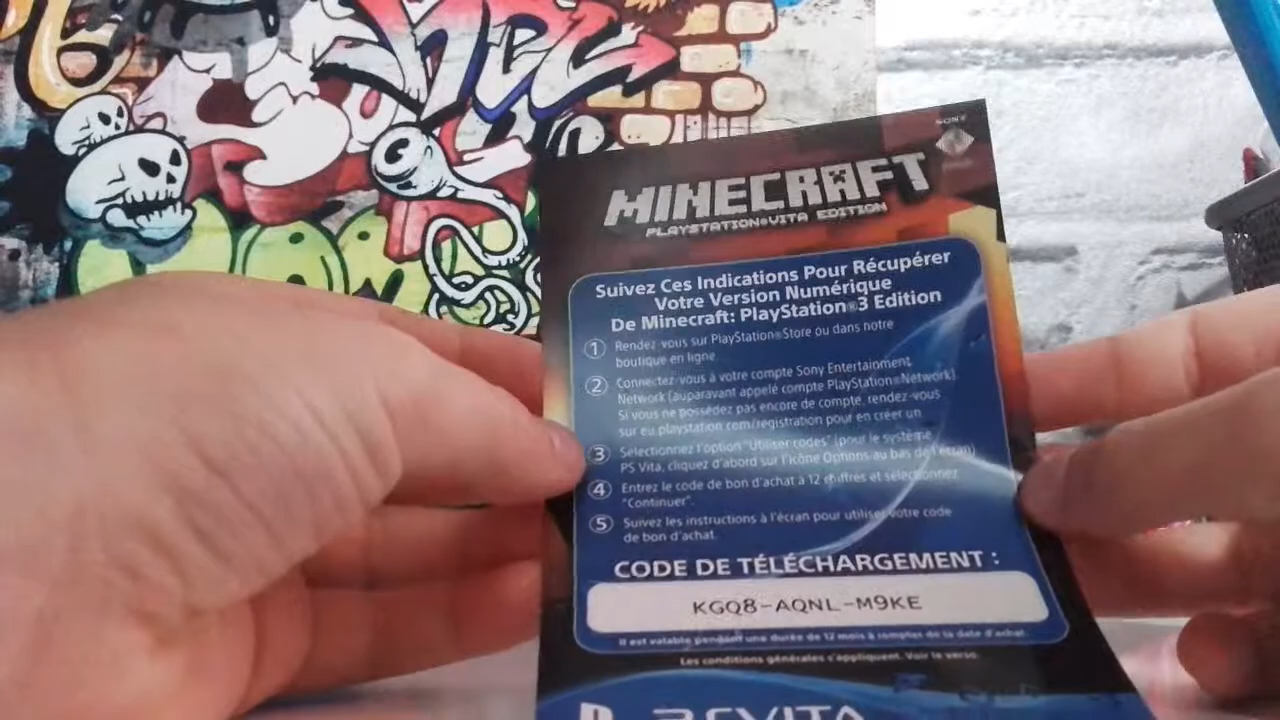 SONY
MINECRAFT
PLAYSTATION®VITA EDITION
Suivez Ces Indications Pour Récupérer
Votre Version Numérique
De Minecraft: PlayStation®3 Edition
1 Rendez-vous sur PlayStation®Store ou dans notre
boutique en ligne.
2 Connectez-vous à votre compte Sony Entertainment
Network (auparavant appelé compte PlayStation®Network)
Si vous ne possédez pas encore de compte, rendez-vous
sur eu.playstation.com/registration pour en créer un
3 Sélectionnez l'option "Utiliser codes" (pour le système
PS Vita, cliquez d'abord sur l'icône Options au bas de l'écran)
4 Entrez le code de bon d'achat à 12 chiffres et sélectionnez
"Continuer".
5 Suivez les instructions à l'écran pour utiliser votre code
de bon d'achat.
CODE DE TÉLÉCHARGEMENT :
KGQ8-AQNL-M9KE
Il est valable pendant une durée de 12 mois à compter de la date d'achat.
Les conditions générales s'appliquent. Voir le verso.
PSVITA